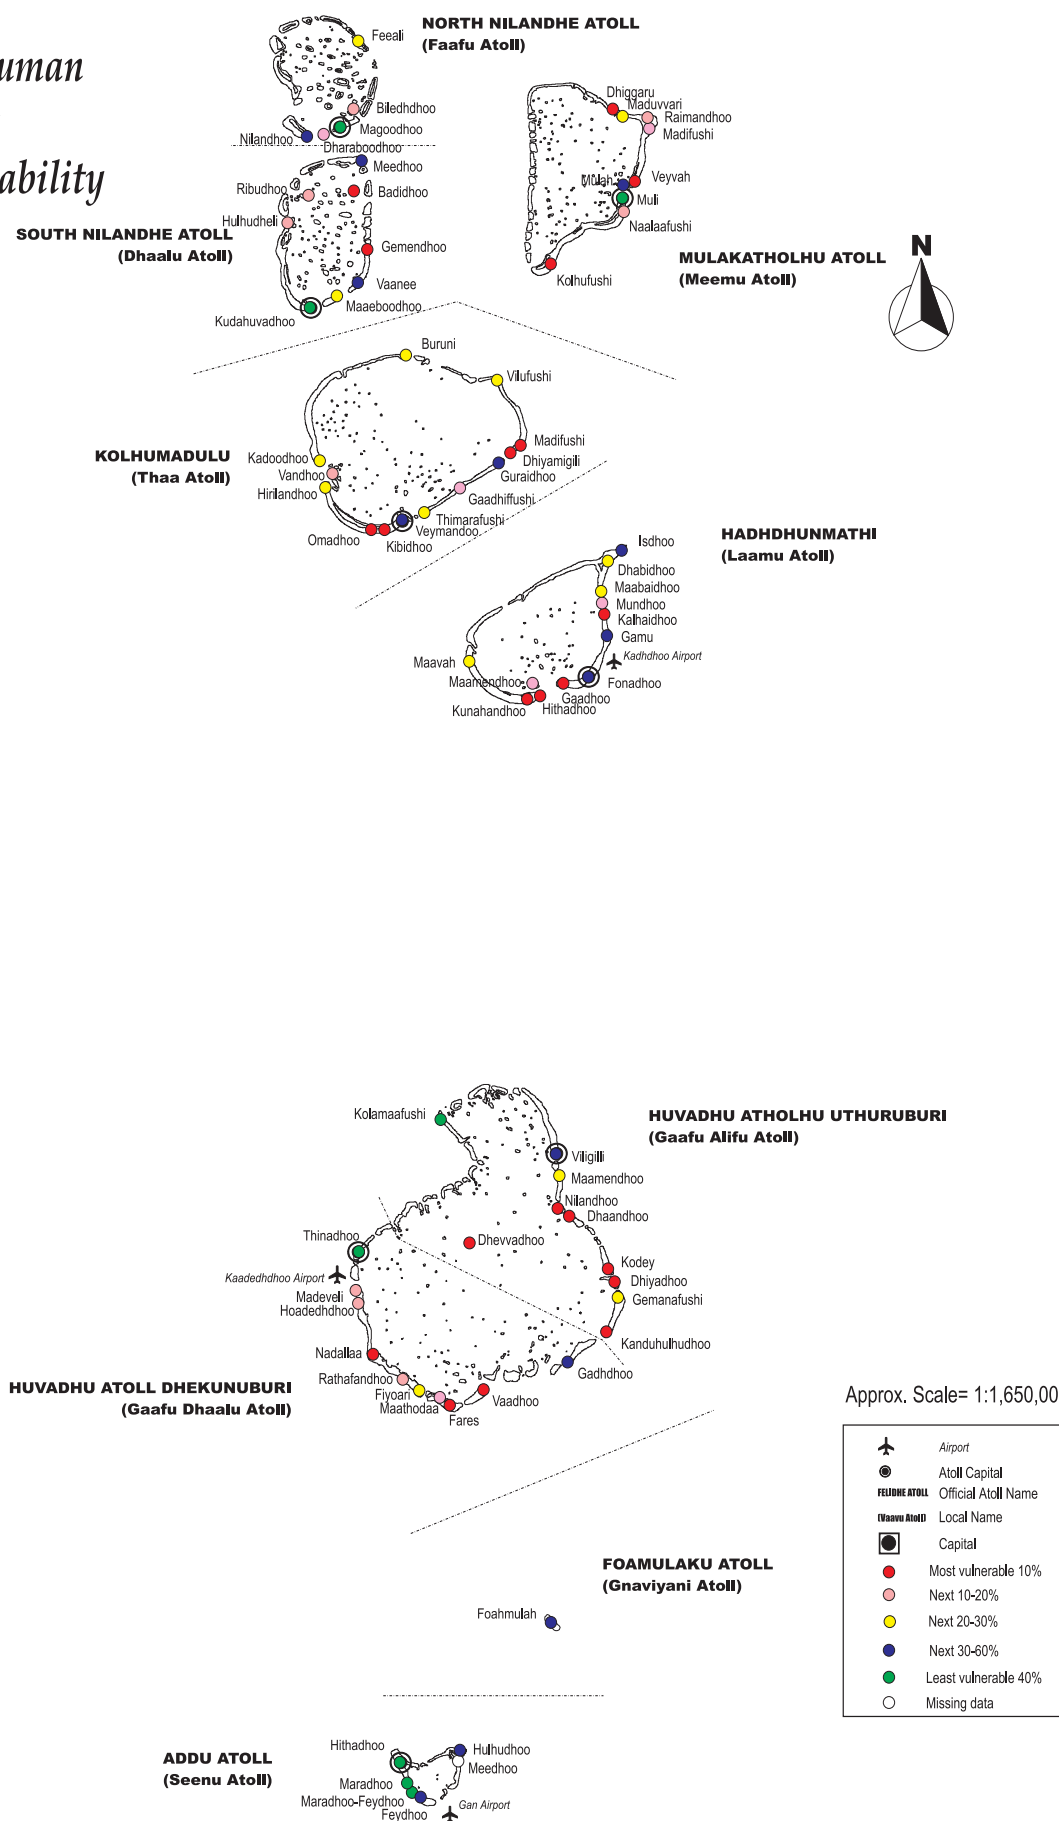 uman
ability
NORTH NILANDHE ATOLL
(Faafu Atoll)
Feeali
Biledhdhoo
Magoodhoo
Nilandhoo
Dharaboodhoo
Meedhoo
Ribudhoo
Badidhoo
Hulhudheli
SOUTH NILANDHE ATOLL
(Dhaalu Atoll)
Gemendhoo
Vaanee
Maaeboodhoo
Kudahuvadhoo
Dhiggaru
Maduvvari
Raimandhoo
Madifushi
Veyvah
Mulah
Muli
Naalaafushi
Kolhufushi
MULAKATHOLHU ATOLL
(Meemu Atoll)
N
Buruni
Vilufushi
KOLHUMADULU
(Thaa Atoll)
Madifushi
Dhiyamigili
Guraidhoo
Kadoodhoo
Vandhoo
Hirilandhoo
Gaadhiffushi
Thimarafushi
Veymandoo
Omadhoo
Kibidhoo
HADHDHUNMATHI
(Laamu Atoll)
Isdhoo
Dhabidhoo
Maabaidhoo
Mundhoo
Kalhaidhoo
Gamu
Kadhdhoo Airport
Maavah
Maamendhoo
Fonadhoo
Gaadhoo
Kunahandhoo
Hithadhoo
Kolamaafushi
HUVADHU ATHOLHU UTHURUBURI
(Gaafu Alifu Atoll)
Viligilli
Maamendhoo
Nilandhoo
Dhaandhoo
Thinadhoo
Dhevvadhoo
Kodey
Kaadedhdhoo Airport
Dhiyadhoo
Madeveli
Gemanafushi
Hoadedhdhoo
Kanduhulhudhoo
Nadallaa
Gadhdhoo
Rathafandhoo
HUVADHU ATOLL DHEKUNUBURI
(Gaafu Dhaalu Atoll)
Fiyoari
Maathodaa
Vaadhoo
Fares
Approx. Scale= 1:1,650,00
Airport
Atoll Capital
FELIDHE ATOLL Official Atoll Name
(Vaavu Atoll) Local Name
Capital
Most vulnerable 10%
Next 10-20%
Next 20-30%
Next 30-60%
Least vulnerable 40%
Missing data
FOAMULAKU ATOLL
(Gnaviyani Atoll)
Foahmulah
ADDU ATOLL
(Seenu Atoll)
Hithadhoo
Hulhudhoo
Meedhoo
Maradhoo
Maradhoo-Feydhoo
Gan Airport
Feydhoo